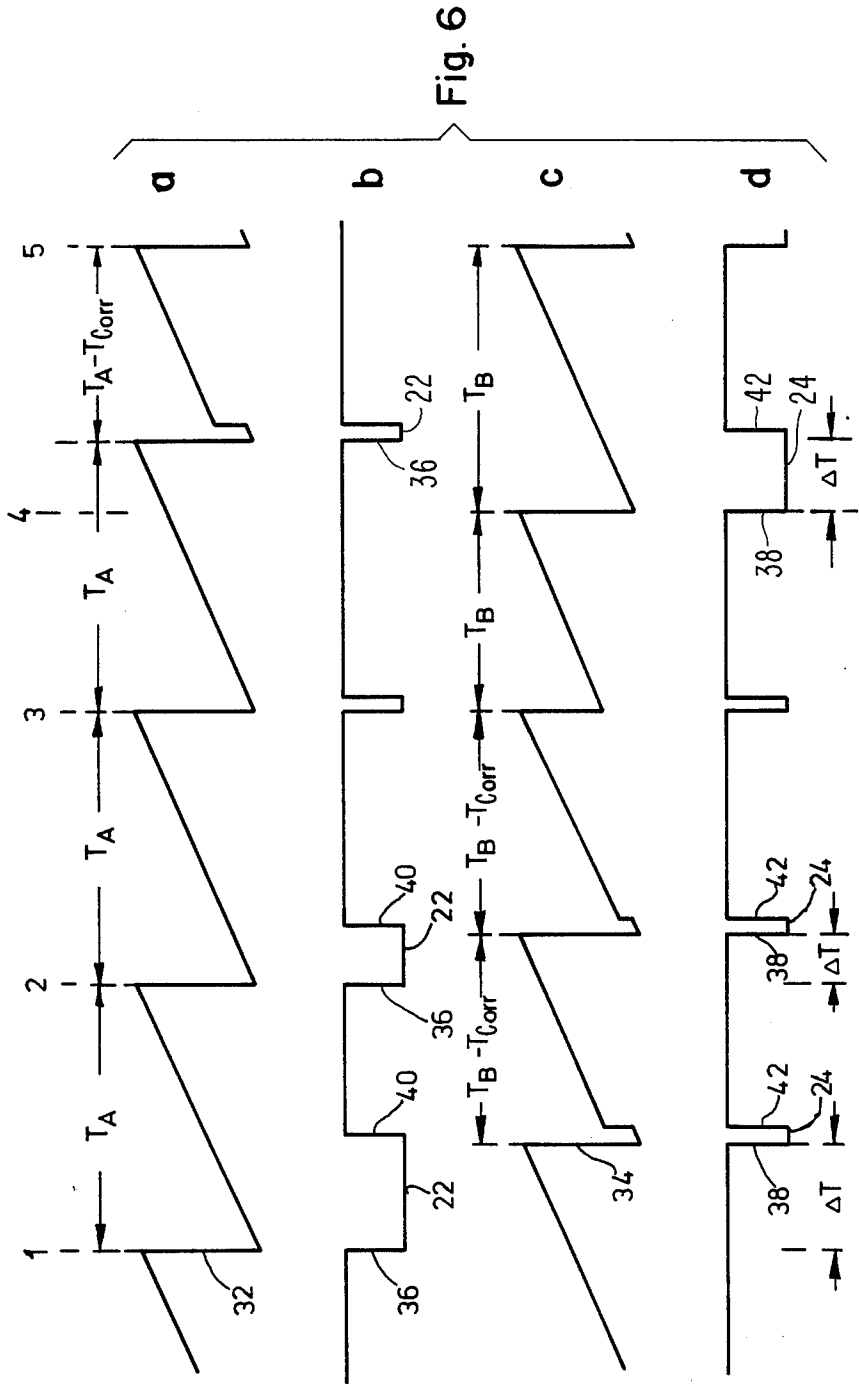 Fig. 6
1 2 3 4 5
a
T_A T_A T_A T_A-T_Corr
32
b
36 22 40 36 22 40 36 22
c
34 T_B-T_Corr T_B-T_Corr T_B T_B
d
38 42 24 38 42 24 38 42 24
ΔT ΔT ΔT